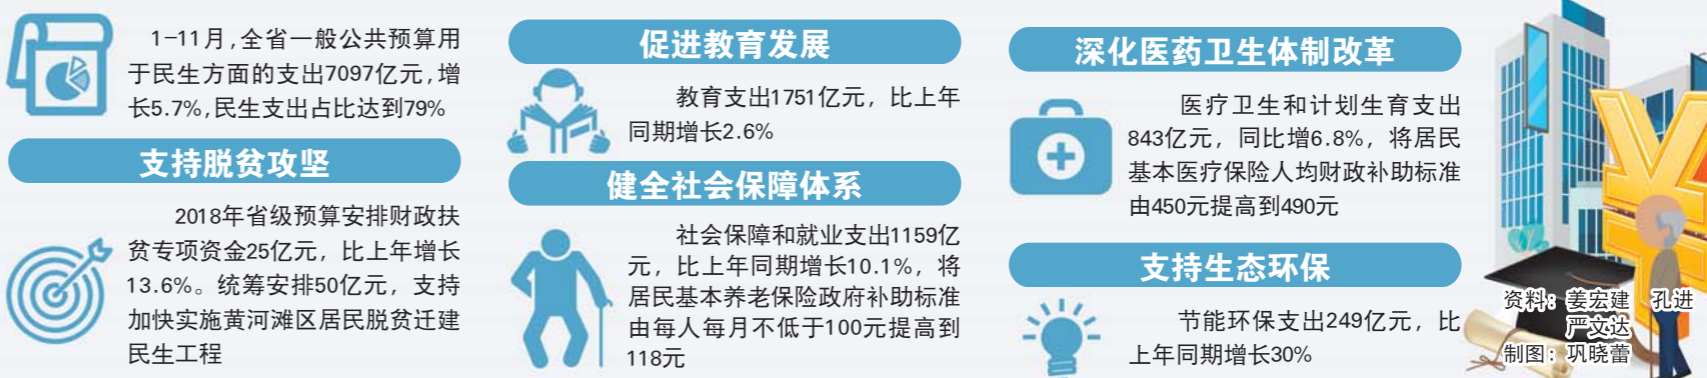 1-11月，全省一般公共预算用
于民生方面的支出7097亿元，增
长5.7%，民生支出占比达到79%
支持脱贫攻坚
2018年省级预算安排财政扶
贫专项资金25亿元，比上年增长
13.6%。统筹安排50亿元，支持
加快实施黄河滩区居民脱贫迁建
民生工程
促进教育发展
教育支出1751亿元，比上年
同期增长2.6%
健全社会保障体系
社会保障和就业支出1159亿
元，比上年同期增长10.1%，将
居民基本养老保险政府补助标准
由每人每月不低于100元提高到
118元
深化医药卫生体制改革
医疗卫生和计划生育支出
843亿元，同比增6.8%，将居民
基本医疗保险人均财政补助标准
由450元提高到490元
支持生态环保
节能环保支出249亿元，比
上年同期增长30%
资料：姜宏建 孔进
严文达
制图：巩晓蕾